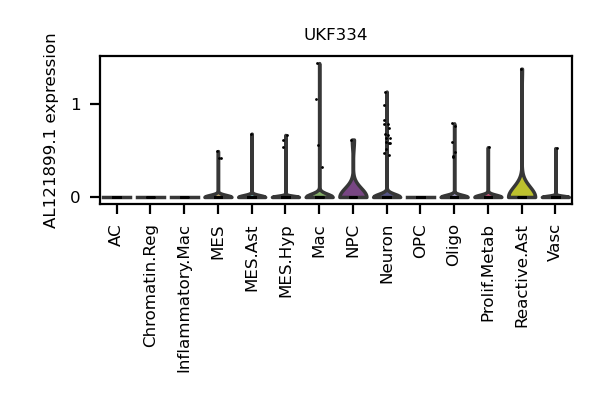 UKF334
AL121899.1 expression
1
0
AC
Chromatin.Reg
Inflammatory.Mac
MES
MES.Ast
MES.Hyp
Mac
NPC
Neuron
OPC
Oligo
Prolif.Metab
Reactive.Ast
Vasc